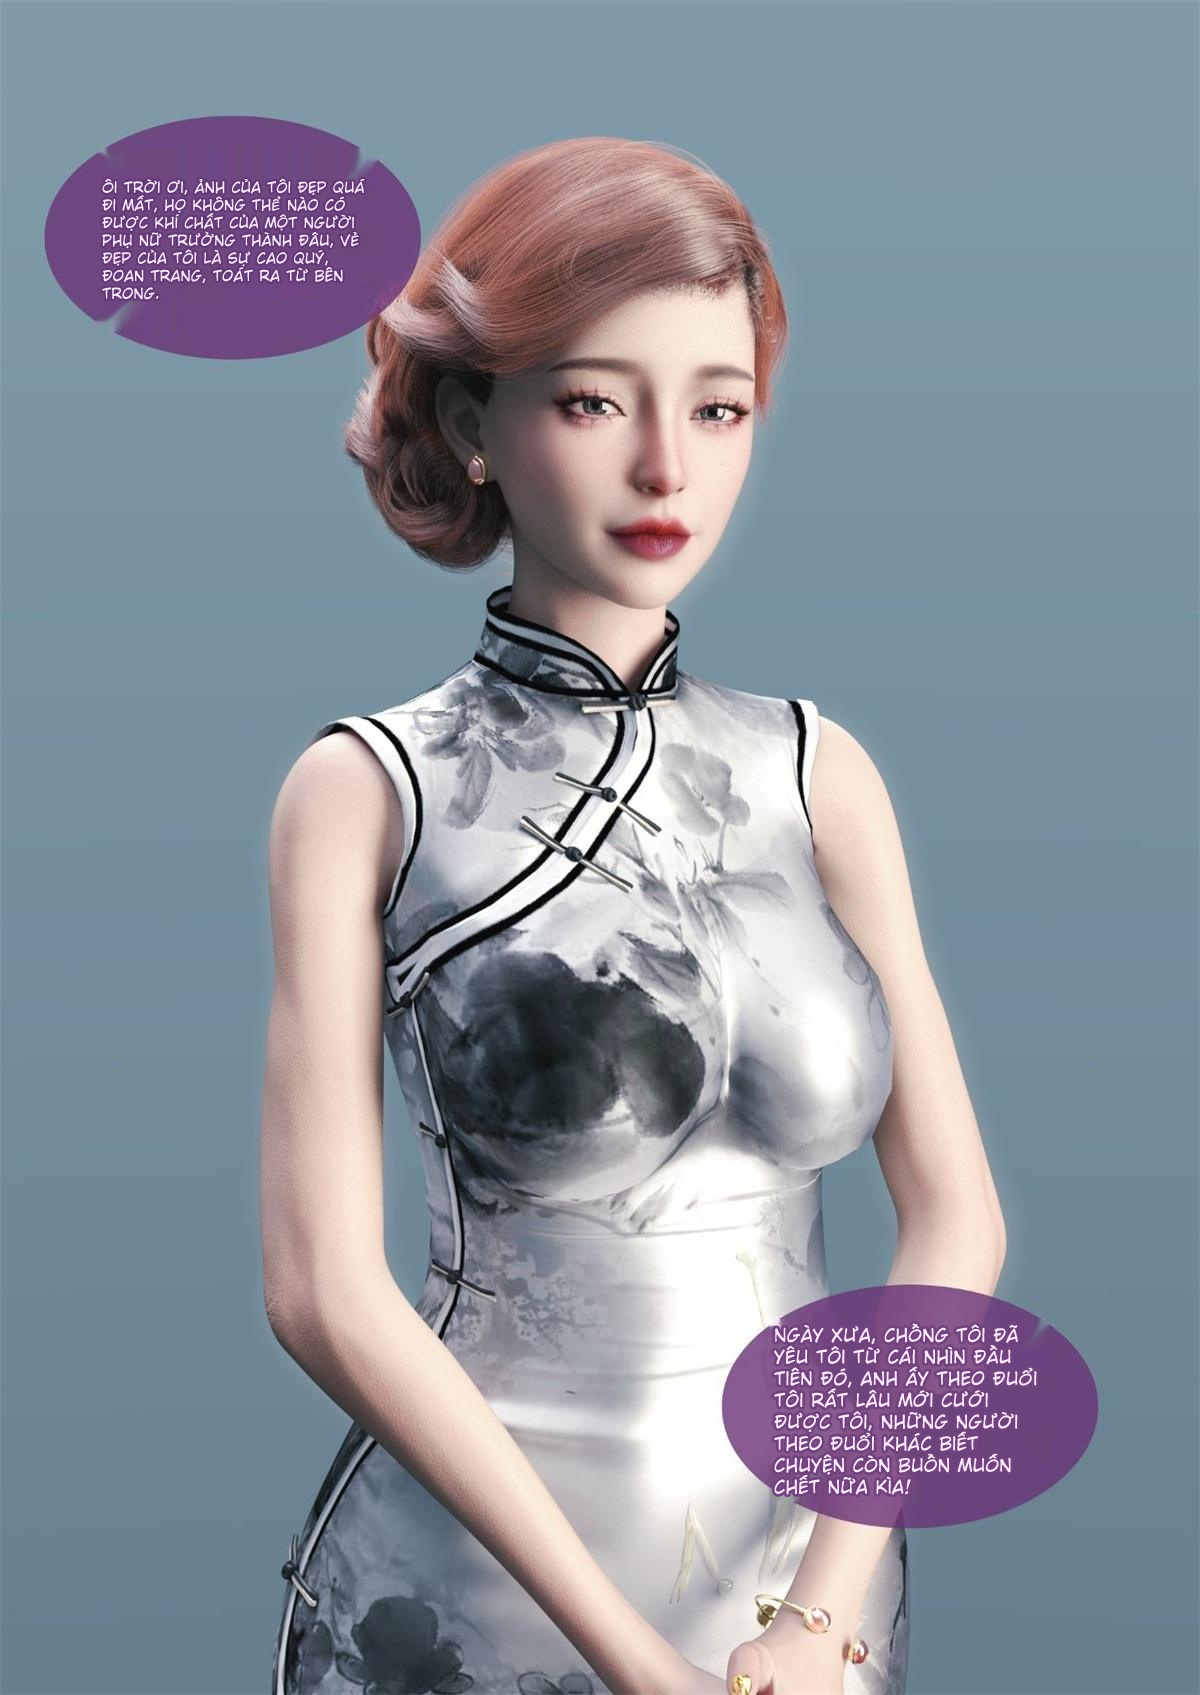 ÔI TRỜI ƠI, ẢNH CỦA TÔI ĐẸP QUÁ
ĐI MẤT, HỌ KHÔNG THỂ NÀO CÓ
ĐƯỢC KHÍ CHẤT CỦA MỘT NGƯỜI
PHỤ NỮ TRƯỞNG THÀNH ĐÂU, VẺ
ĐẸP CỦA TÔI LÀ SỰ CAO QUÝ,
ĐOAN TRANG, TOÁT RA TỪ BÊN
TRONG.
NGÀY XƯA, CHỒNG TÔI ĐÃ
YÊU TÔI TỪ CÁI NHÌN ĐẦU
TIÊN ĐÓ, ANH ẤY THEO ĐUỔI
TÔI RẤT LÂU MỚI CƯỚI
ĐƯỢC TÔI, NHỮNG NGƯỜI
THEO ĐUỔI KHÁC BIẾT
CHUYỆN CÒN BUỒN MUỐN
CHẾT NỮA KÌA!